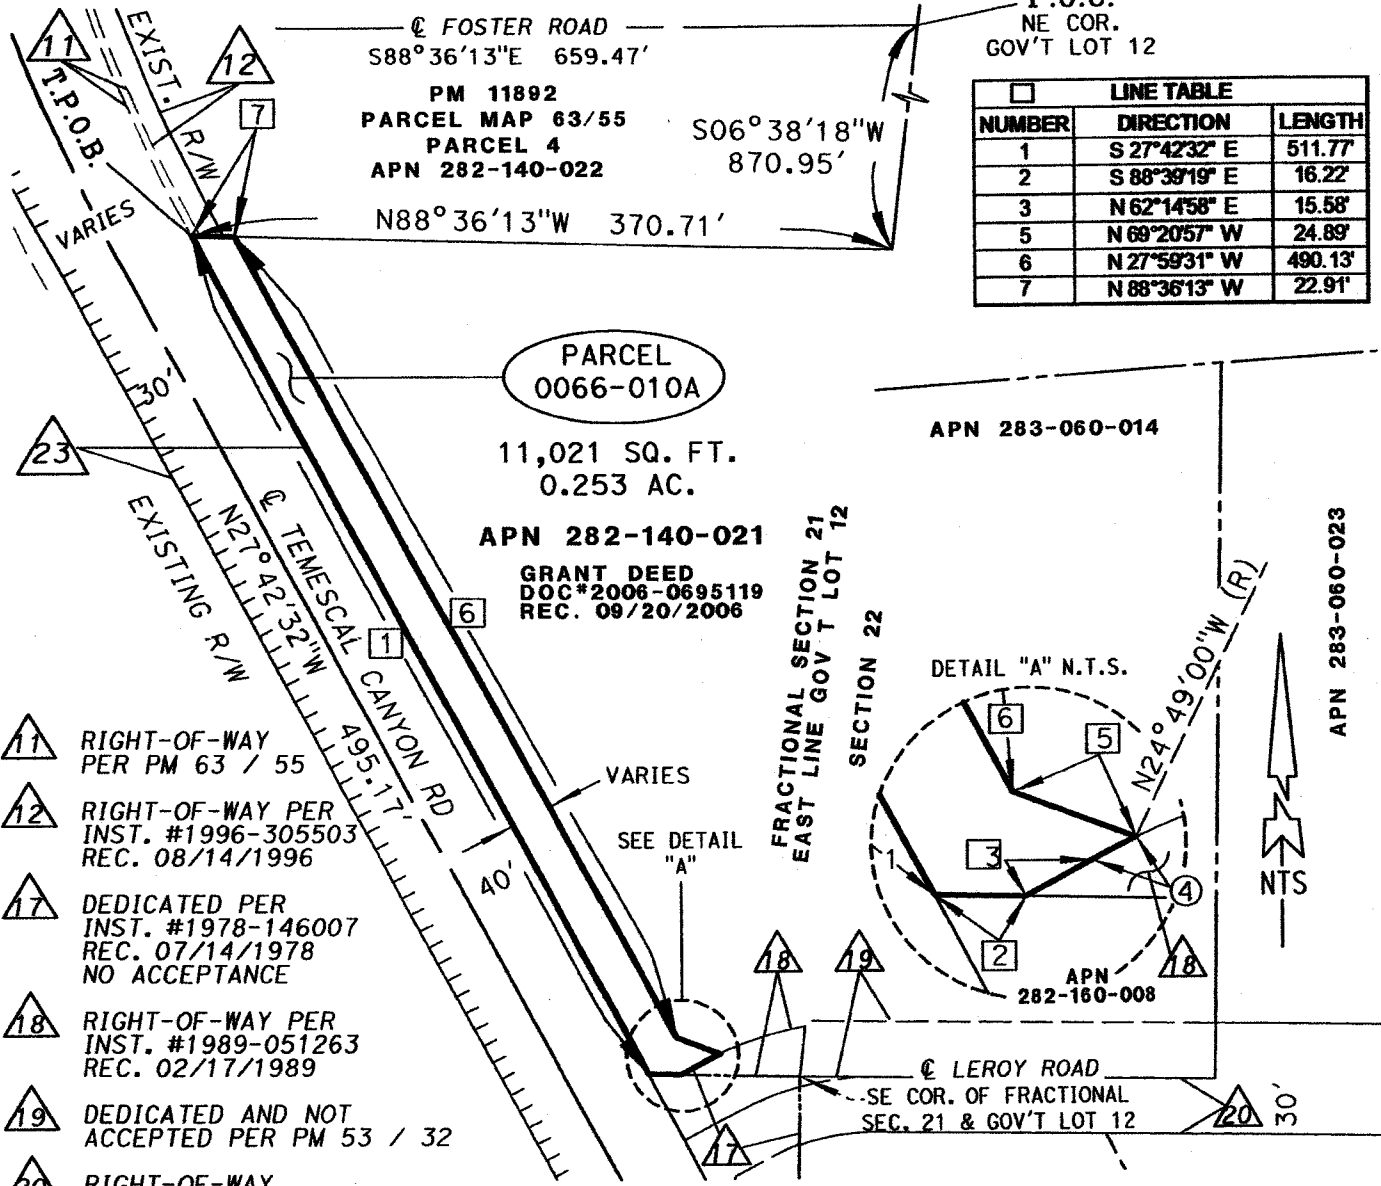 ℄ FOSTER ROAD
S88°36'13"E 659.47'
P.O.C.
NE COR.
GOV'T LOT 12
11
12
EXIST. R/W
T.P.O.B.
7
PM 11892
PARCEL MAP 63/55
PARCEL 4
APN 282-140-022
S06°38'18"W
870.95'
N88°36'13"W 370.71'
VARIES
LINE TABLE
NUMBER DIRECTION LENGTH
1 S 27°42'32" E 511.77'
2 S 88°39'19" E 16.22'
3 N 62°14'58" E 15.58'
5 N 69°20'57" W 24.89'
6 N 27°59'31" W 490.13'
7 N 88°36'13" W 22.91'
30'
23
PARCEL
0066-010A
11,021 SQ. FT.
0.253 AC.
APN 282-140-021
GRANT DEED
DOC#2006-0695119
REC. 09/20/2006
EXISTING R/W
N27°42'32"W 495.17'
℄ TEMESCAL CANYON RD
1
6
40'
VARIES
SEE DETAIL
"A"
FRACTIONAL SECTION 21
EAST LINE GOV T LOT 12
SECTION 22
APN 283-060-014
APN 283-060-023
N24°49'00"W (R)
DETAIL "A" N.T.S.
6
5
1
3
4
2
18
APN
282-160-008
NTS
18
19
℄ LEROY ROAD
SE COR. OF FRACTIONAL
SEC. 21 & GOV'T LOT 12
20
30'
17
11 RIGHT-OF-WAY
PER PM 63 / 55
12 RIGHT-OF-WAY PER
INST. #1996-305503
REC. 08/14/1996
17 DEDICATED PER
INST. #1978-146007
REC. 07/14/1978
NO ACCEPTANCE
18 RIGHT-OF-WAY PER
INST. #1989-051263
REC. 02/17/1989
19 DEDICATED AND NOT
ACCEPTED PER PM 53 / 32
20 RIGHT-OF-WAY